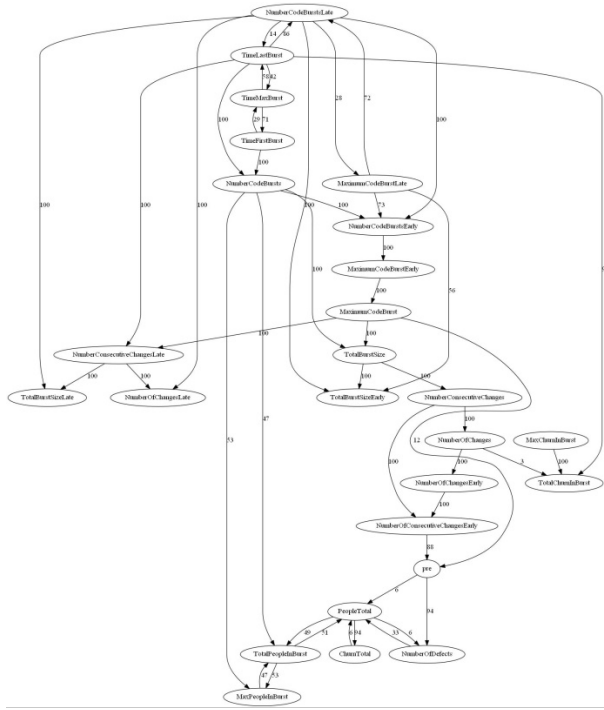 NumberCodeBurstsLate
14
86
TimeLastBurst
58
42
TimeMaxBurst
28
72
29
71
100
100
TimeFirstBurst
100
NumberCodeBursts
MaximumCodeBurstLate
100
100
100
100
100
73
NumberCodeBurstsEarly
100
100
MaximumCodeBurstEarly
56
100
MaximumCodeBurst
100
100
NumberConsecutiveChangesLate
TotalBurstSize
100
100
100
100
TotalBurstSizeLate
NumberOfChangesLate
TotalBurstSizeEarly
NumberConsecutiveChanges
47
100
53
12
NumberOfChanges
MaxChurnInBurst
100
100
3
100
NumberOfChangesEarly
TotalChurnInBurst
100
NumberOfConsecutiveChangesEarly
88
pre
6
94
PeopleTotal
49
51
6
94
33
6
TotalPeopleInBurst
ChurnTotal
NumberOfDefects
47
53
MaxPeopleInBurst